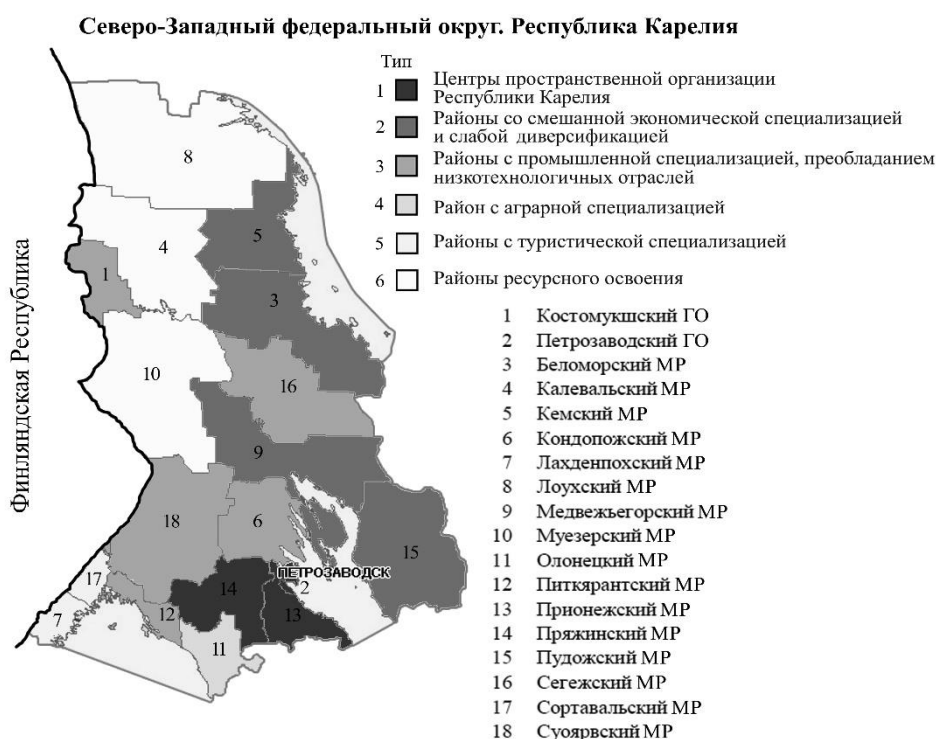 Северо-Западный федеральный округ. Республика Карелия
Тип
1 Центры пространственной организации
Республики Карелия
2 Районы со смешанной экономической специализацией
и слабой диверсификацией
3 Районы с промышленной специализацией, преобладанием
низкотехнологичных отраслей
4 Район с аграрной специализацией
5 Районы с туристической специализацией
6 Районы ресурсного освоения
Финляндская Республика
8
4
5
1
3
10
16
9
18
6
15
ПЕТРОЗАВОДСК
2
17
14
13
7
12
11
1 Костомукшский ГО
2 Петрозаводский ГО
3 Беломорский МР
4 Калевальский МР
5 Кемский МР
6 Кондопожский МР
7 Лахденпохский МР
8 Лоухский МР
9 Медвежьегорский МР
10 Муезерский МР
11 Олонецкий МР
12 Питкярантский МР
13 Прионежский МР
14 Пряжинский МР
15 Пудожский МР
16 Сегежский МР
17 Сортавальский МР
18 Суоярвский МР